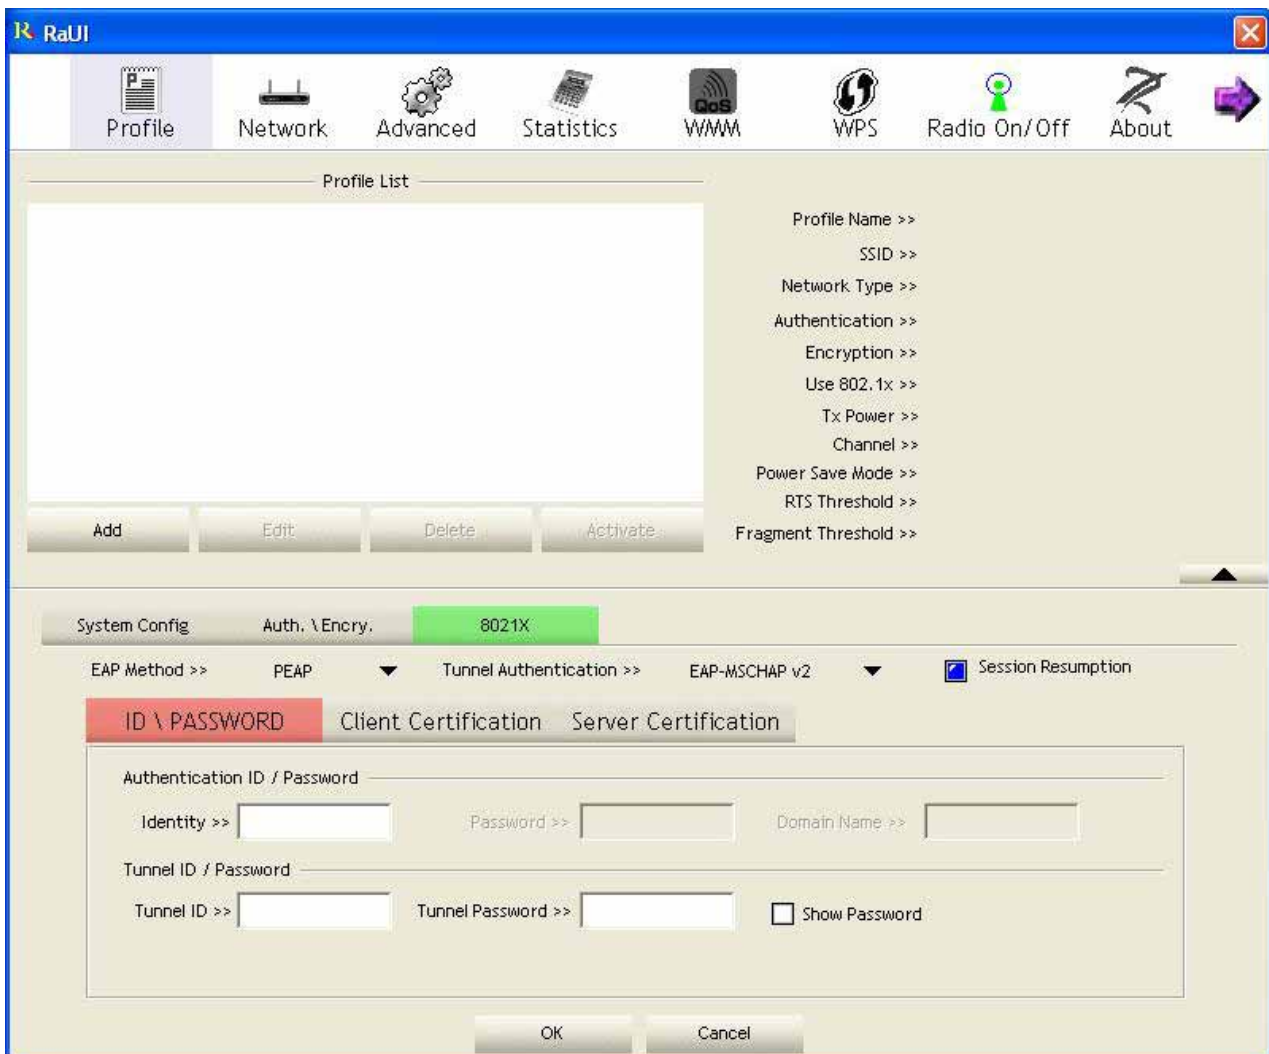 R RaUI
Profile Network Advanced Statistics QoS WMM WPS Radio On/Off About
Profile List
Profile Name >>
SSID >>
Network Type >>
Authentication >>
Encryption >>
Use 802.1x >>
Tx Power >>
Channel >>
Power Save Mode >>
RTS Threshold >>
Fragment Threshold >>
Add Edit Delete Activate
System Config Auth. \ Encry. 8021X
EAP Method >> PEAP Tunnel Authentication >> EAP-MSCHAP v2 Session Resumption
ID \ PASSWORD Client Certification Server Certification
Authentication ID / Password
Identity >> Password >> Domain Name >>
Tunnel ID / Password
Tunnel ID >> Tunnel Password >> Show Password
OK Cancel